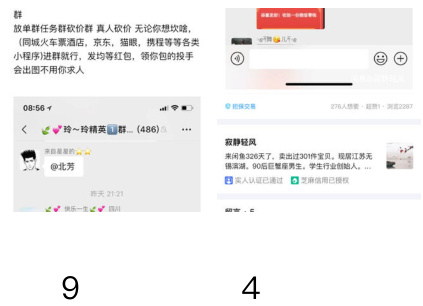 群
放单群任务群砍价群 真人砍价 无论你想坎啥,
（同城火车票酒店，京东，猫眼，携程等等各类
小程序)进群就行，发均等红包，领你包的投手
会出图不用你求人
08:56
玲～玲精英1群... (486)
来自星星的
@北芳
昨天 21:21
快乐一生 四川
担保交易
276人想要·超赞1·浏览2297
寂静轻风
来闲鱼326天了，卖出过301件宝贝。现居江苏无
锡滨湖，90后巨蟹座男生。学生行业创始人。...
实人认证已通过 芝麻信用已授权
留言·5
9 4